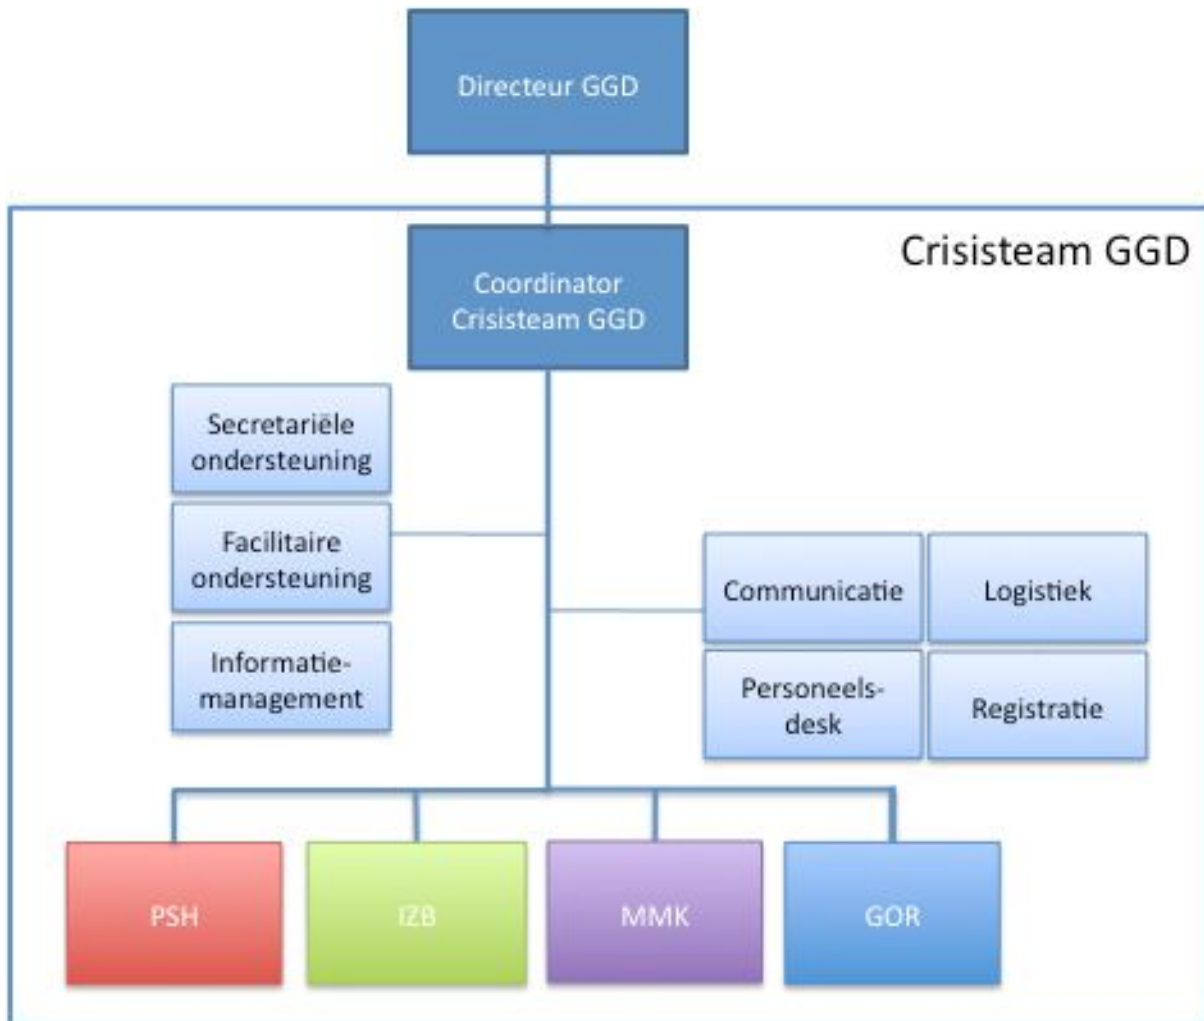 Directeur GGD
Crisisteam GGD
Coordinator
Crisisteam GGD
Secretariële
ondersteuning
Facilitaire
ondersteuning
Informatie-
management
Communicatie
Logistiek
Personeels-
desk
Registratie
PSH
IZB
MMK
GOR